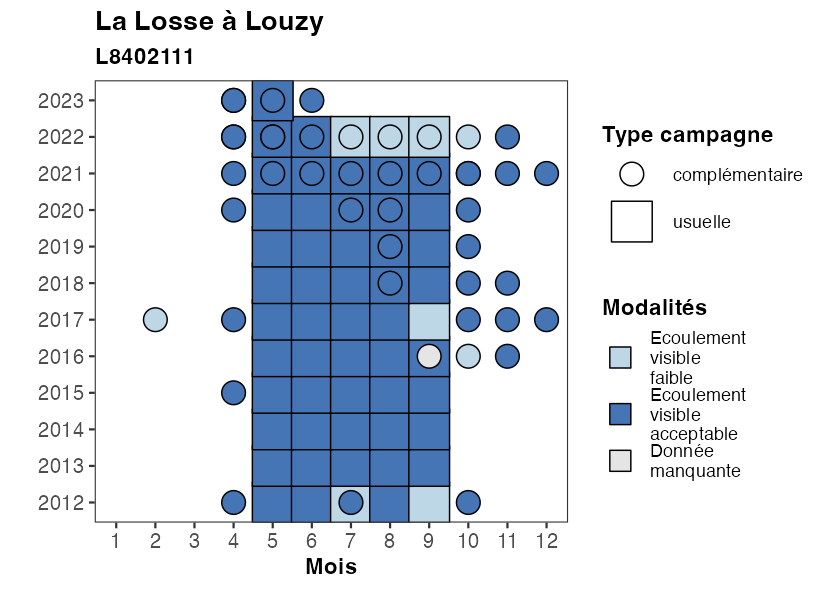 La Losse à Louzy
L8402111
2023
2022
2021
2020
2019
2018
2017
2016
2015
2014
2013
2012
1 2 3 4 5 6 7 8 9 10 11 12
Mois
Type campagne
complémentaire
usuelle
Modalités
Ecoulement
visible
faible
Ecoulement
visible
acceptable
Donnée
manquante